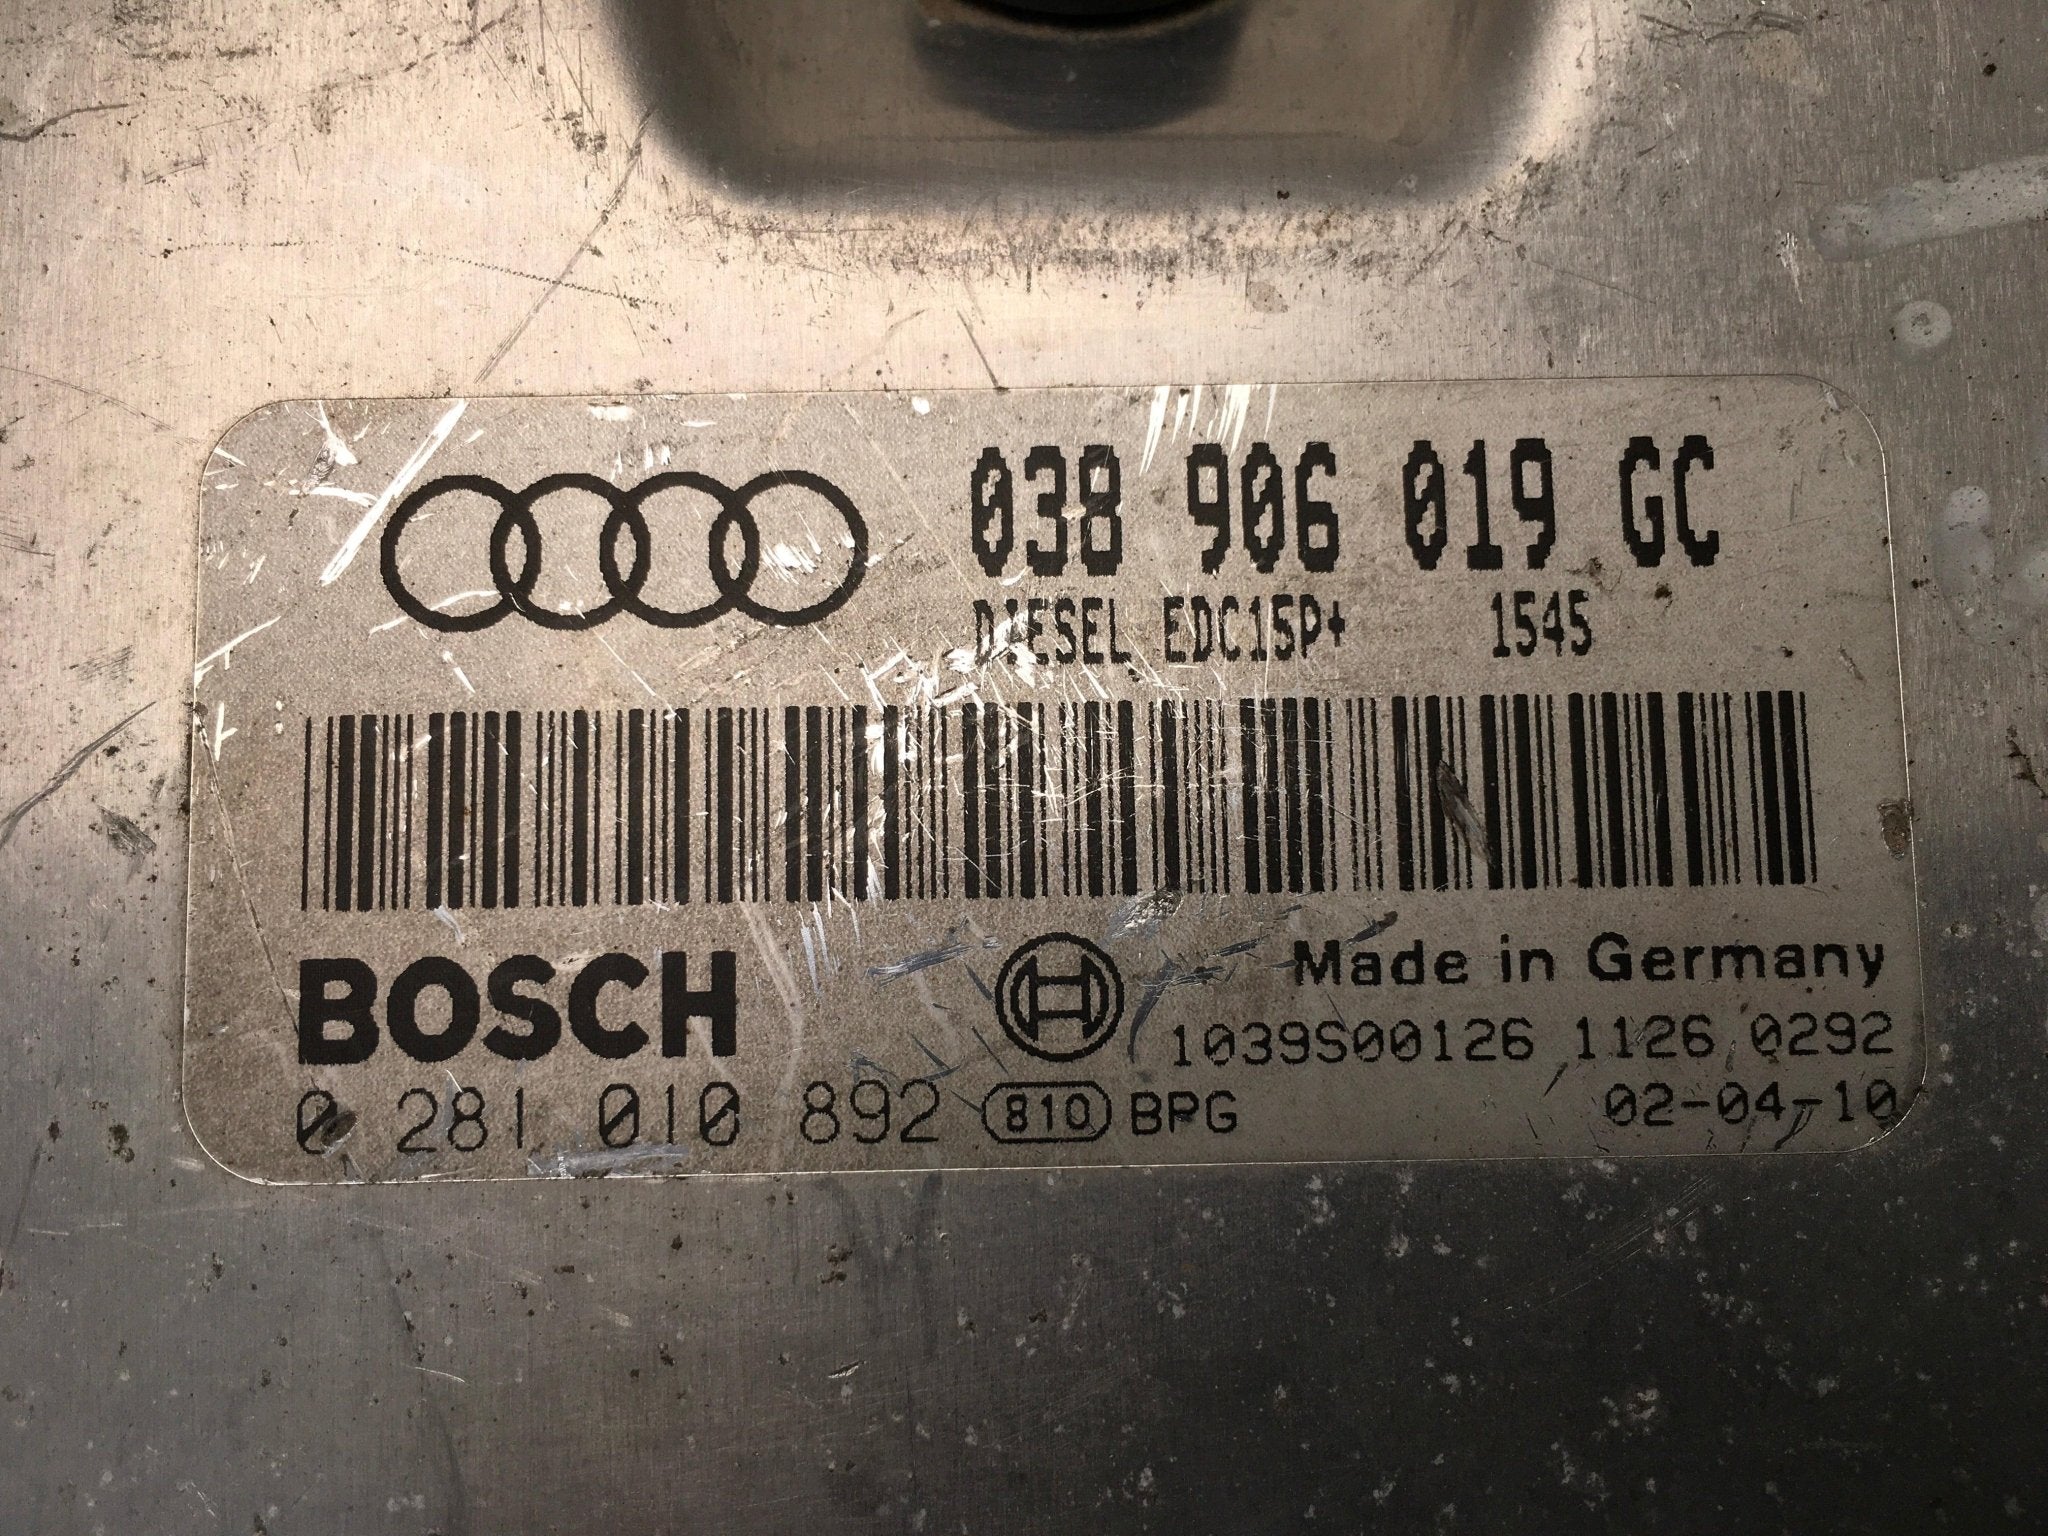 038 906 019 GC
DIESEL EDC15P+ 1545
BOSCH
Made in Germany
1039S00126 1126 0292
0 281 010 892 810 BPG 02-04-10